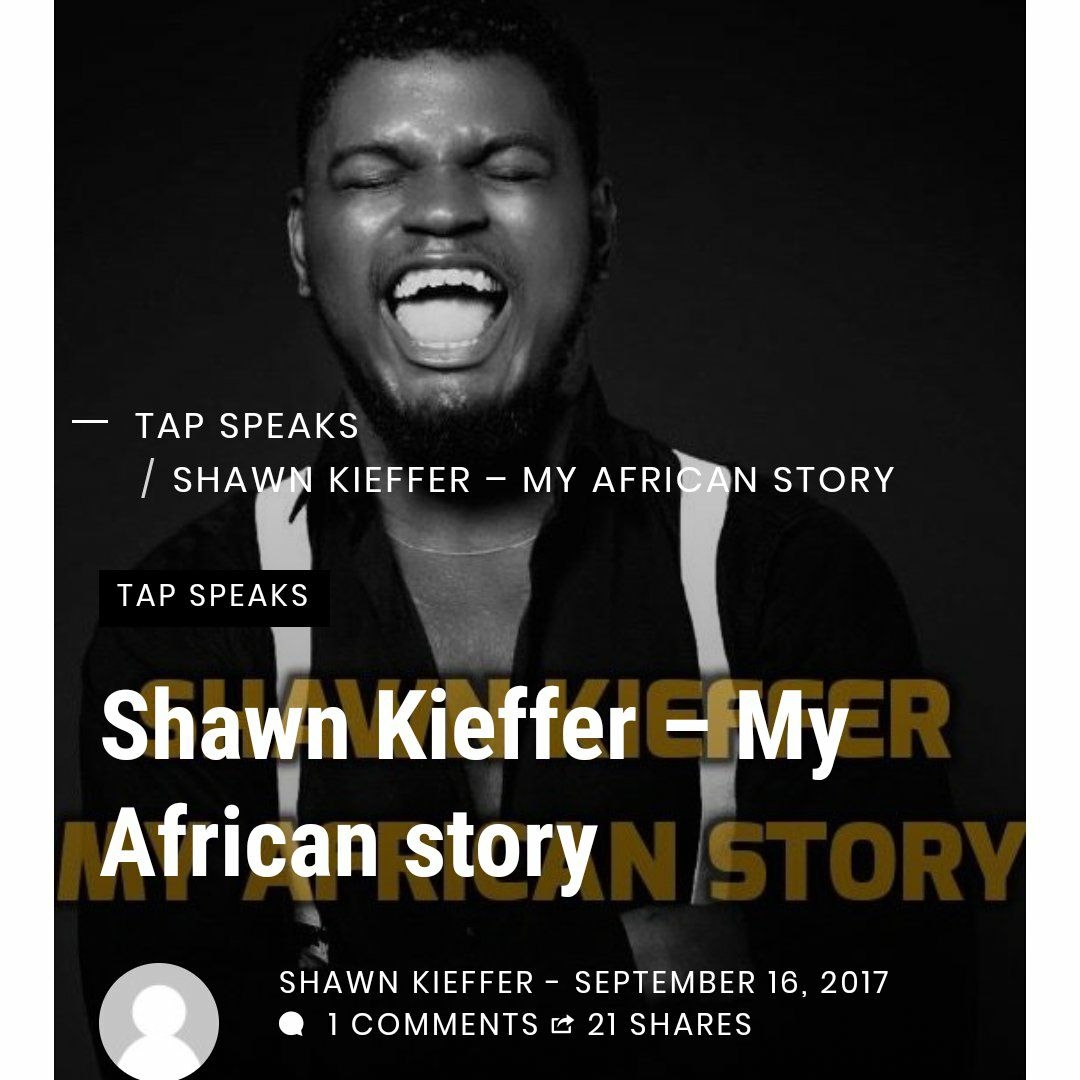 — TAP SPEAKS
/ SHAWN KIEFFER – MY AFRICAN STORY
TAP SPEAKS
SHAWN KIEFFER
Shawn Kieffer – My
MY AFRICAN STORY
African story
SHAWN KIEFFER - SEPTEMBER 16, 2017
1 COMMENTS 21 SHARES